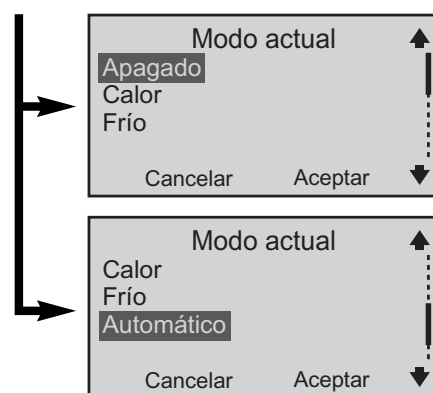 Modo actual
Apagado
Calor
Frío
Cancelar Aceptar
Modo actual
Calor
Frío
Automático
Cancelar Aceptar